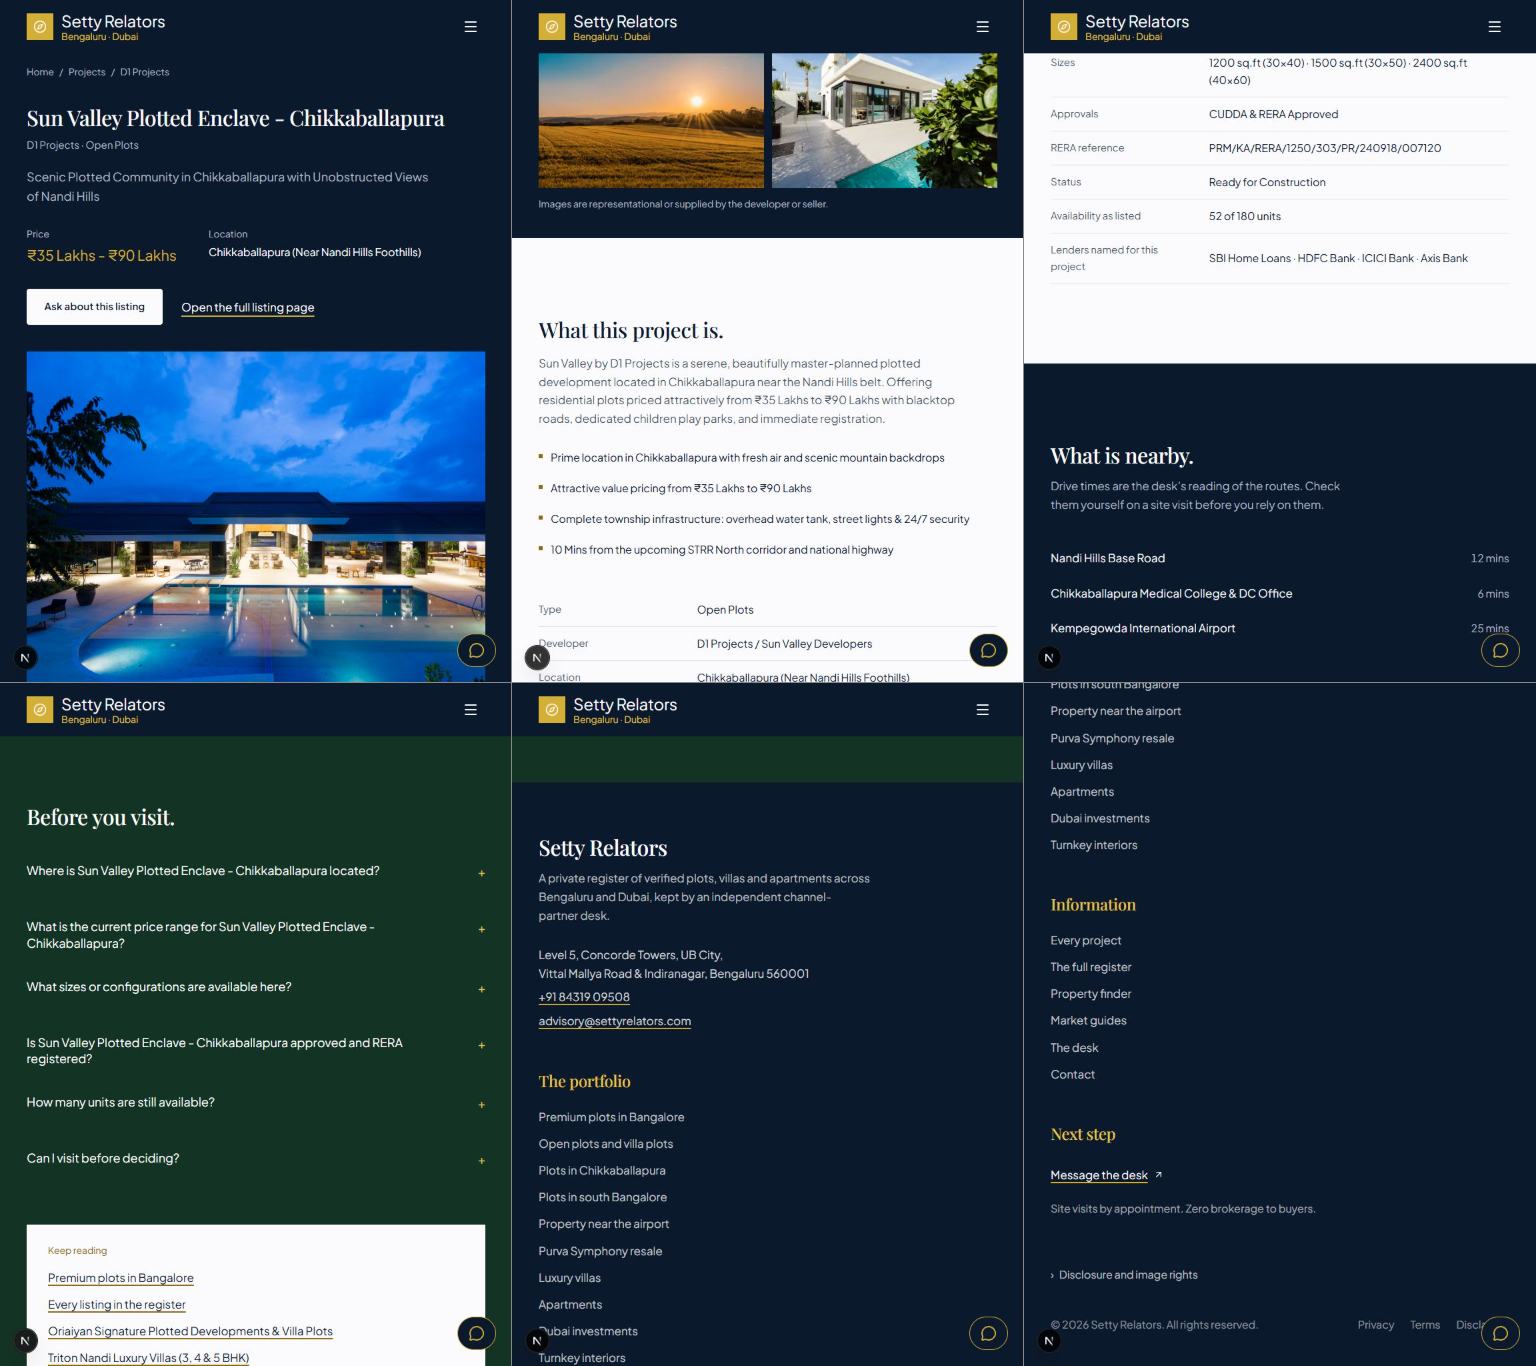 Setty Relators
Bengaluru · Dubai
Home / Projects / D1 Projects
Sun Valley Plotted Enclave - Chikkaballapura
D1 Projects · Open Plots
Scenic Plotted Community in Chikkaballapura with Unobstructed Views
of Nandi Hills
Price
₹35 Lakhs - ₹90 Lakhs
Location
Chikkaballapura (Near Nandi Hills Foothills)
Ask about this listing
Open the full listing page
N
Setty Relators
Bengaluru · Dubai
Images are representational or supplied by the developer or seller.
What this project is.
Sun Valley by D1 Projects is a serene, beautifully master-planned plotted
development located in Chikkaballapura near the Nandi Hills belt. Offering
residential plots priced attractively from ₹35 Lakhs to ₹90 Lakhs with blacktop
roads, dedicated children play parks, and immediate registration.
Prime location in Chikkaballapura with fresh air and scenic mountain backdrops
Attractive value pricing from ₹35 Lakhs to ₹90 Lakhs
Complete township infrastructure: overhead water tank, street lights & 24/7 security
10 Mins from the upcoming STRR North corridor and national highway
Type Open Plots
Developer D1 Projects / Sun Valley Developers
N
Location Chikkaballapura (Near Nandi Hills Foothills)
Setty Relators
Bengaluru · Dubai
Sizes 1200 sq.ft (30×40) · 1500 sq.ft (30×50) · 2400 sq.ft
(40×60)
Approvals CUDDA & RERA Approved
RERA reference PRM/KA/RERA/1250/303/PR/240918/007120
Status Ready for Construction
Availability as listed 52 of 180 units
Lenders named for this
project
SBI Home Loans · HDFC Bank · ICICI Bank · Axis Bank
What is nearby.
Drive times are the desk's reading of the routes. Check
them yourself on a site visit before you rely on them.
Nandi Hills Base Road 12 mins
Chikkaballapura Medical College & DC Office 6 mins
Kempegowda International Airport 25 mins
N
Setty Relators
Bengaluru · Dubai
Before you visit.
Where is Sun Valley Plotted Enclave - Chikkaballapura located? +
What is the current price range for Sun Valley Plotted Enclave -
Chikkaballapura? +
What sizes or configurations are available here? +
Is Sun Valley Plotted Enclave - Chikkaballapura approved and RERA
registered? +
How many units are still available? +
Can I visit before deciding? +
Keep reading
Premium plots in Bangalore
Every listing in the register
Oriaiyan Signature Plotted Developments & Villa Plots
Triton Nandi Luxury Villas (3, 4 & 5 BHK)
N
Setty Relators
Bengaluru · Dubai
Setty Relators
A private register of verified plots, villas and apartments across
Bengaluru and Dubai, kept by an independent channel-
partner desk.
Level 5, Concorde Towers, UB City,
Vittal Mallya Road & Indiranagar, Bengaluru 560001
+91 84319 09508
advisory@settyrelators.com
The portfolio
Premium plots in Bangalore
Open plots and villa plots
Plots in Chikkaballapura
Plots in south Bangalore
Property near the airport
Purva Symphony resale
Luxury villas
Apartments
Dubai investments
N
Turnkey interiors
Plots in south Bangalore
Property near the airport
Purva Symphony resale
Luxury villas
Apartments
Dubai investments
Turnkey interiors
Information
Every project
The full register
Property finder
Market guides
The desk
Contact
Next step
Message the desk ↗
Site visits by appointment. Zero brokerage to buyers.
› Disclosure and image rights
© 2026 Setty Relators. All rights reserved. Privacy Terms
N